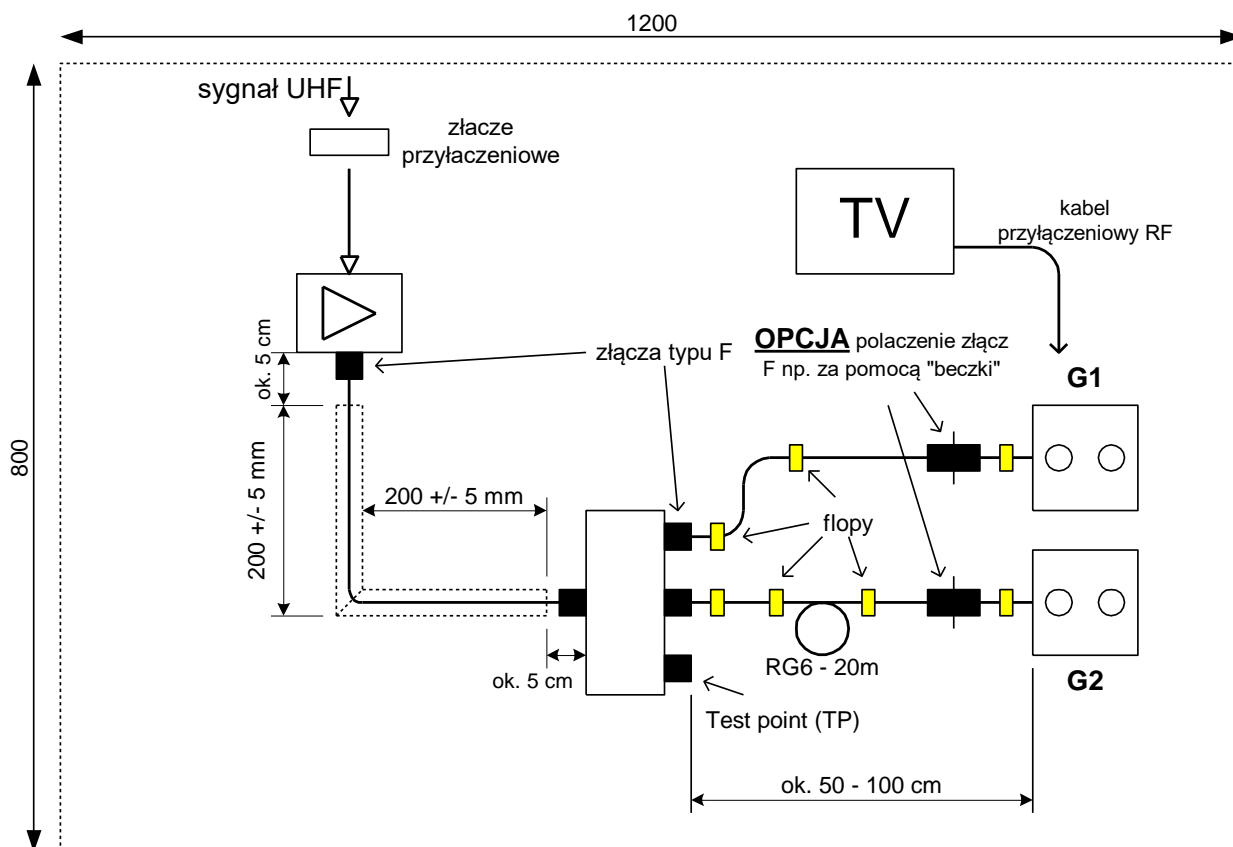 1200
sygnał UHF
złacze
przyłaczeniowe
TV
kabel
przyłączeniowy RF
ok. 5 cm
złącza typu F
OPCJA polaczenie złącz
F np. za pomocą "beczki"
G1
800
200 +/- 5 mm
200 +/- 5 mm
flopy
ok. 5 cm
RG6 - 20m
G2
Test point (TP)
ok. 50 - 100 cm